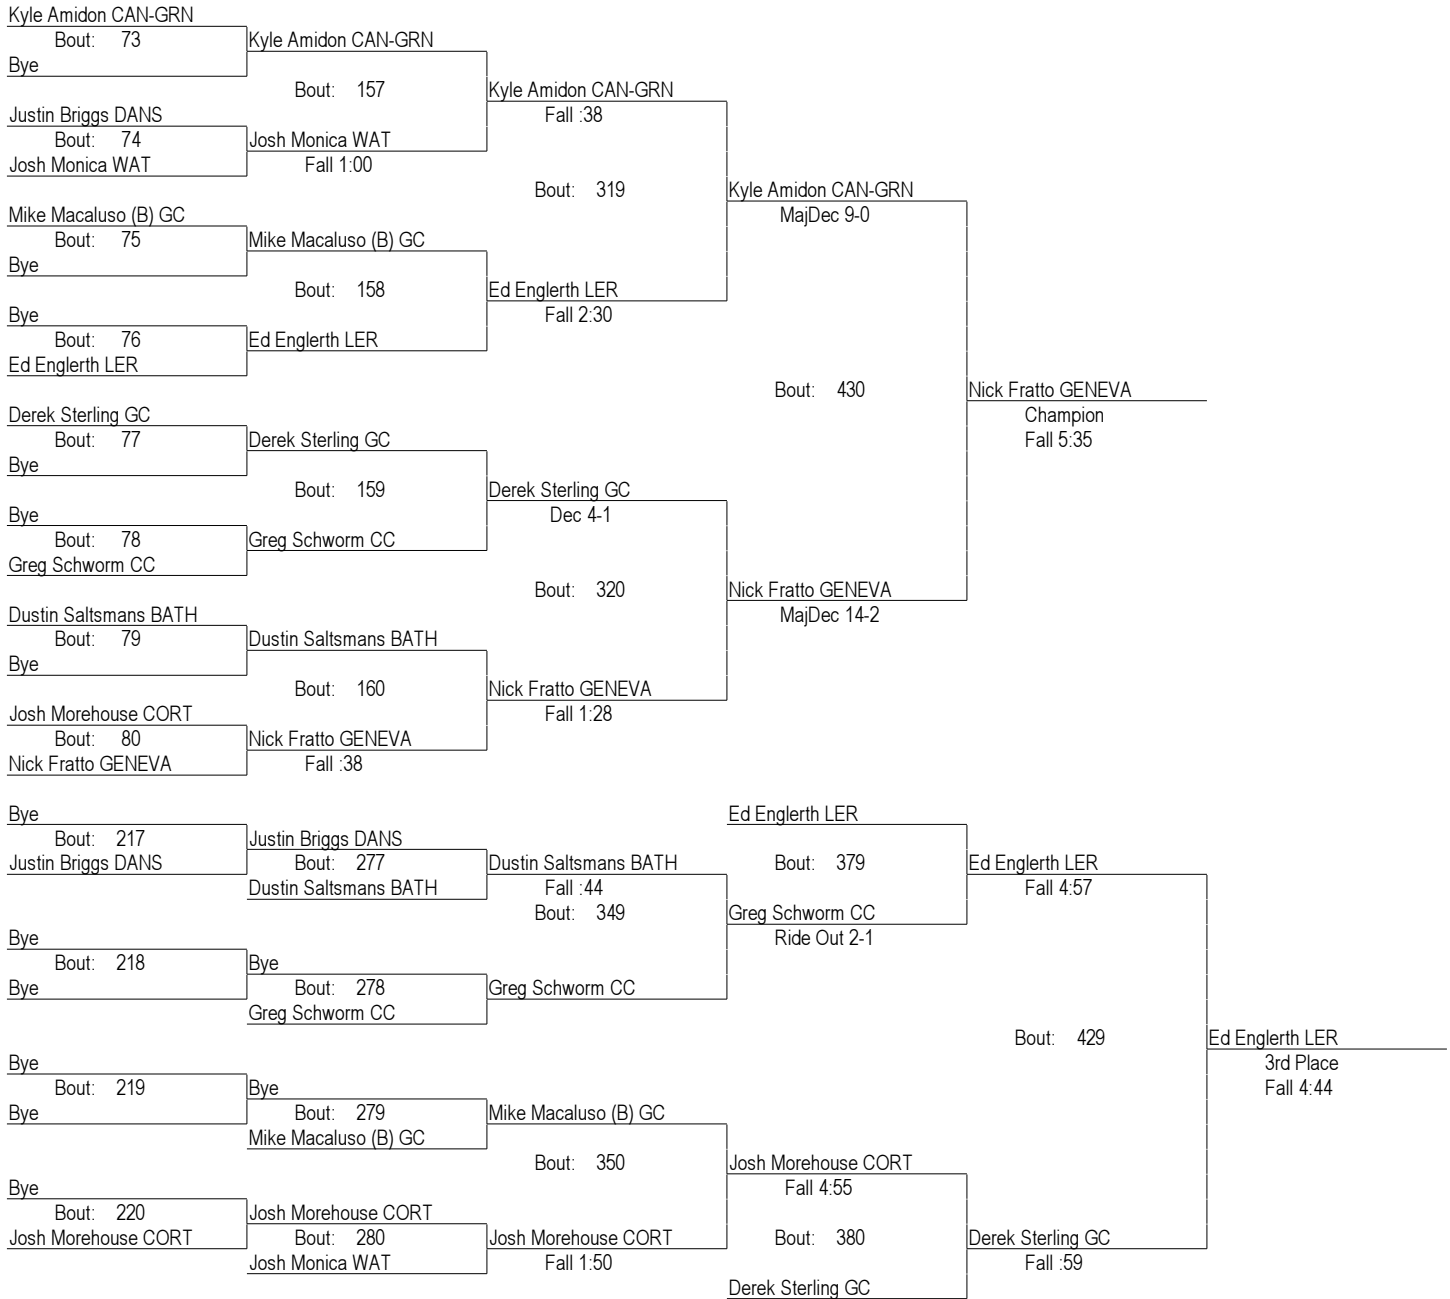 Kyle Amidon CAN-GRN
Bout: 73
Kyle Amidon CAN-GRN
Bye
Bout: 157
Kyle Amidon CAN-GRN
Fall :38
Justin Briggs DANS
Bout: 74
Josh Monica WAT
Josh Monica WAT
Fall 1:00
Bout: 319
Kyle Amidon CAN-GRN
MajDec 9-0
Mike Macaluso (B) GC
Bout: 75
Mike Macaluso (B) GC
Bye
Bout: 158
Ed Englerth LER
Fall 2:30
Bye
Bout: 76
Ed Englerth LER
Ed Englerth LER
Bout: 430
Nick Fratto GENEVA
Champion
Fall 5:35
Derek Sterling GC
Bout: 77
Derek Sterling GC
Bye
Bout: 159
Derek Sterling GC
Dec 4-1
Bye
Bout: 78
Greg Schworm CC
Greg Schworm CC
Bout: 320
Nick Fratto GENEVA
MajDec 14-2
Dustin Saltsmans BATH
Bout: 79
Dustin Saltsmans BATH
Bye
Bout: 160
Nick Fratto GENEVA
Fall 1:28
Josh Morehouse CORT
Bout: 80
Nick Fratto GENEVA
Nick Fratto GENEVA
Fall :38
Bye
Bout: 217
Justin Briggs DANS
Justin Briggs DANS
Bout: 277
Dustin Saltsmans BATH
Dustin Saltsmans BATH
Fall :44
Bout: 349
Ed Englerth LER
Bout: 379
Ed Englerth LER
Fall 4:57
Greg Schworm CC
Ride Out 2-1
Bye
Bout: 218
Bye
Bye
Bout: 278
Greg Schworm CC
Greg Schworm CC
Bout: 429
Ed Englerth LER
3rd Place
Fall 4:44
Bye
Bout: 219
Bye
Bye
Bout: 279
Mike Macaluso (B) GC
Mike Macaluso (B) GC
Bout: 350
Josh Morehouse CORT
Fall 4:55
Bye
Bout: 220
Josh Morehouse CORT
Josh Morehouse CORT
Bout: 280
Josh Morehouse CORT
Josh Monica WAT
Fall 1:50
Bout: 380
Derek Sterling GC
Fall :59
Derek Sterling GC